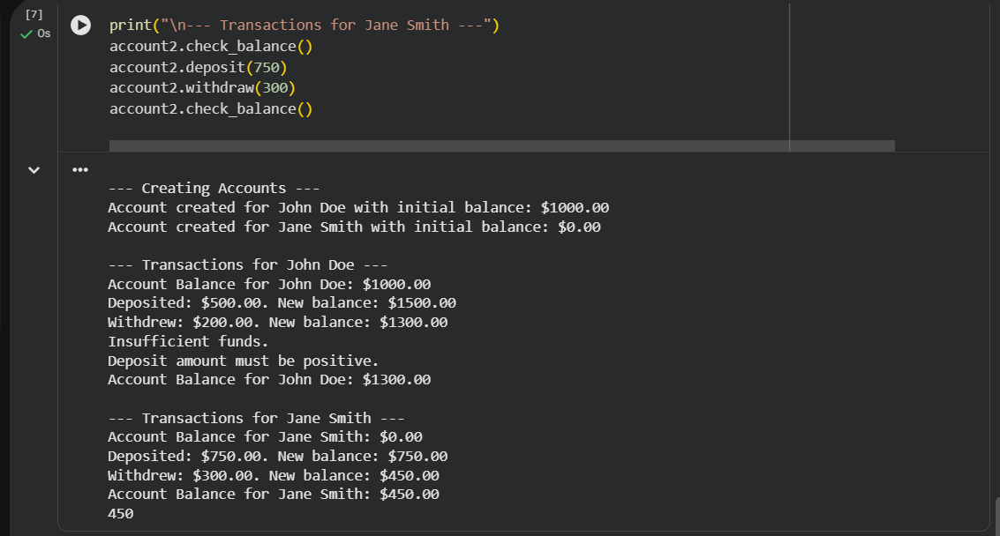 [7]
0s
print("\n--- Transactions for Jane Smith ---")
account2.check_balance()
account2.deposit(750)
account2.withdraw(300)
account2.check_balance()
--- Creating Accounts ---
Account created for John Doe with initial balance: $1000.00
Account created for Jane Smith with initial balance: $0.00
--- Transactions for John Doe ---
Account Balance for John Doe: $1000.00
Deposited: $500.00. New balance: $1500.00
Withdrew: $200.00. New balance: $1300.00
Insufficient funds.
Deposit amount must be positive.
Account Balance for John Doe: $1300.00
--- Transactions for Jane Smith ---
Account Balance for Jane Smith: $0.00
Deposited: $750.00. New balance: $750.00
Withdrew: $300.00. New balance: $450.00
Account Balance for Jane Smith: $450.00
450